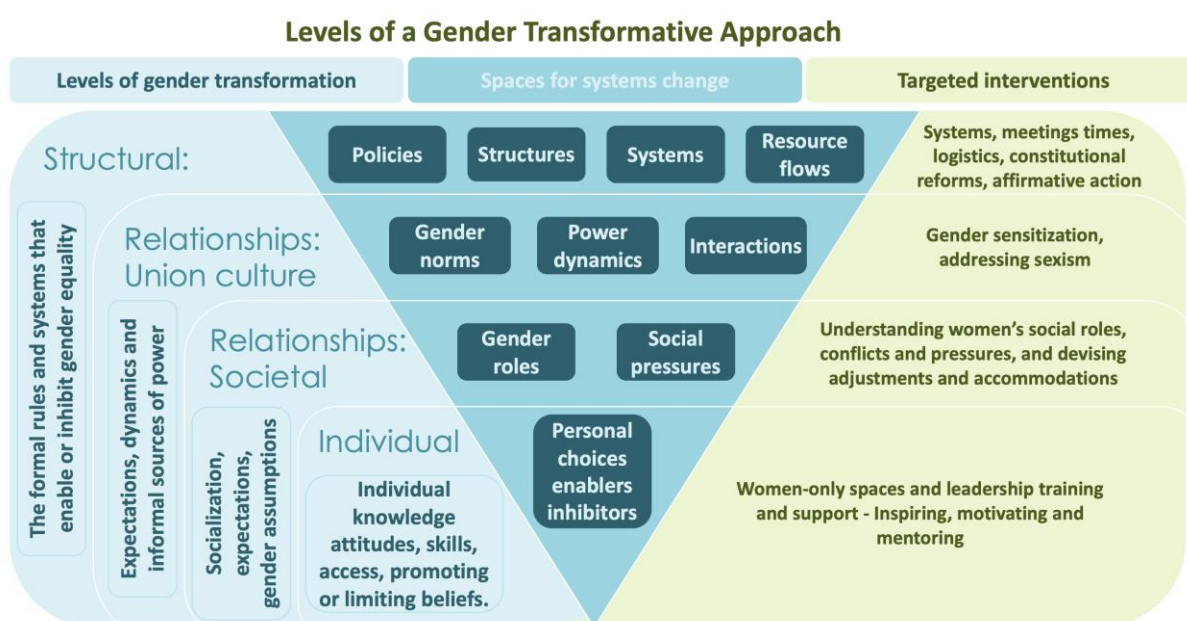 Levels of a Gender Transformative Approach
Levels of gender transformation
Spaces for systems change
Targeted interventions
Structural:
The formal rules and systems that
enable or inhibit gender equality
Policies
Structures
Systems
Resource
flows
Systems, meetings times,
logistics, constitutional
reforms, affirmative action
Relationships:
Union culture
Expectations, dynamics and
informal sources of power
Gender
norms
Power
dynamics
Interactions
Gender sensitization,
addressing sexism
Relationships:
Societal
Socialization,
expectations,
gender assumptions
Gender
roles
Social
pressures
Understanding women's social roles,
conflicts and pressures, and devising
adjustments and accommodations
Individual
Individual
knowledge
attitudes, skills,
access, promoting
or limiting beliefs.
Personal
choices
enablers
inhibitors
Women-only spaces and leadership training
and support - Inspiring, motivating and
mentoring